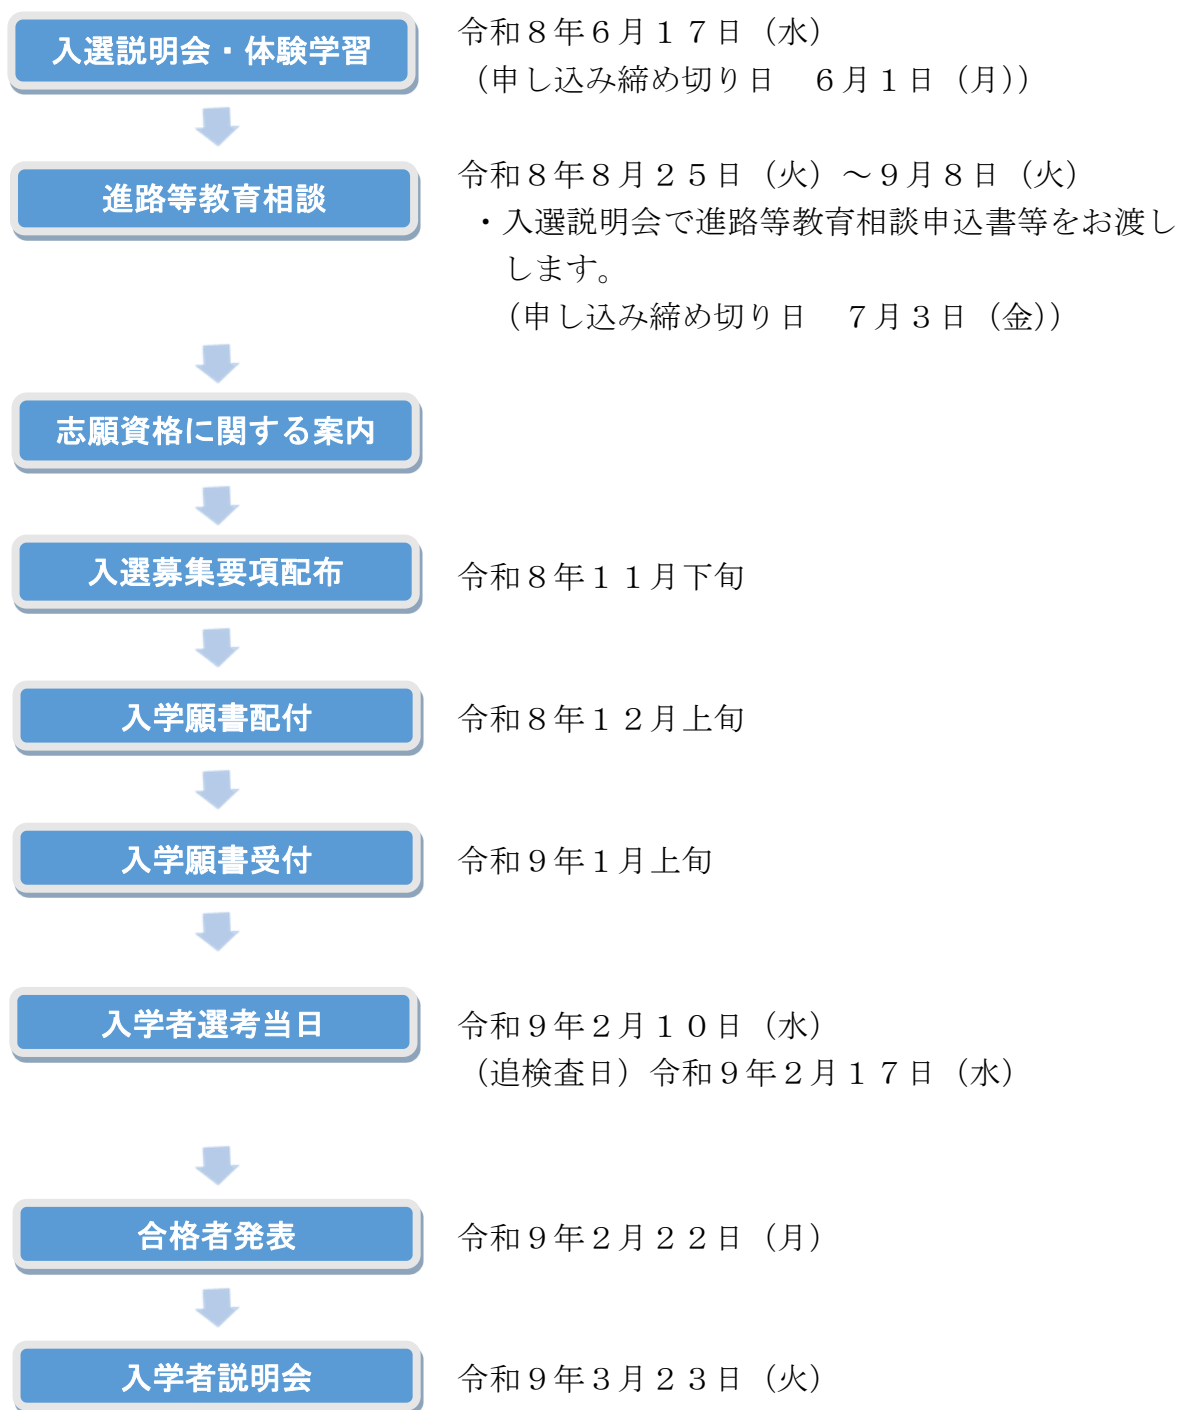 入選説明会・体験学習
令和８年６月１７日（水）
（申し込み締め切り日　６月１日（月））
進路等教育相談
令和８年８月２５日（火）～９月８日（火）
・入選説明会で進路等教育相談申込書等をお渡し
します。
（申し込み締め切り日　７月３日（金））
志願資格に関する案内
入選募集要項配布
令和８年１１月下旬
入学願書配付
令和８年１２月上旬
入学願書受付
令和９年１月上旬
入学者選考当日
令和９年２月１０日（水）
（追検査日）令和９年２月１７日（水）
合格者発表
令和９年２月２２日（月）
入学者説明会
令和９年３月２３日（火）